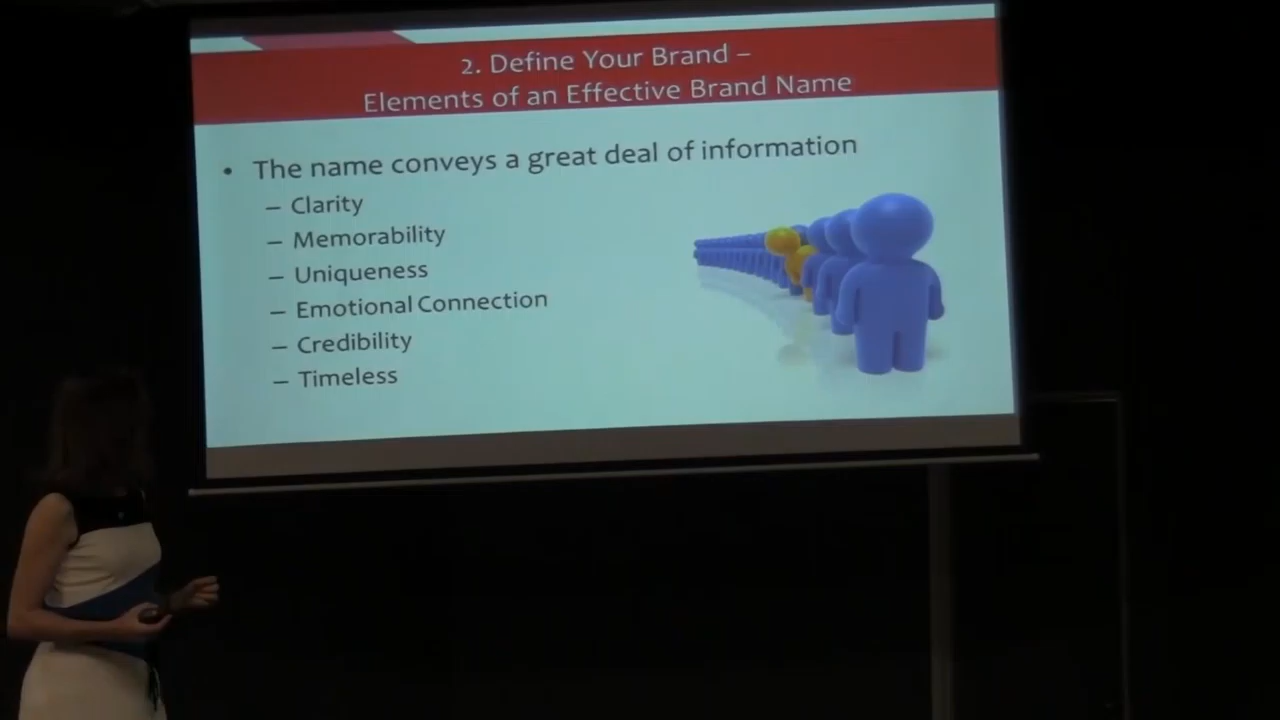 2. Define Your Brand –
Elements of an Effective Brand Name
• The name conveys a great deal of information
– Clarity
– Memorability
– Uniqueness
– Emotional Connection
– Credibility
– Timeless